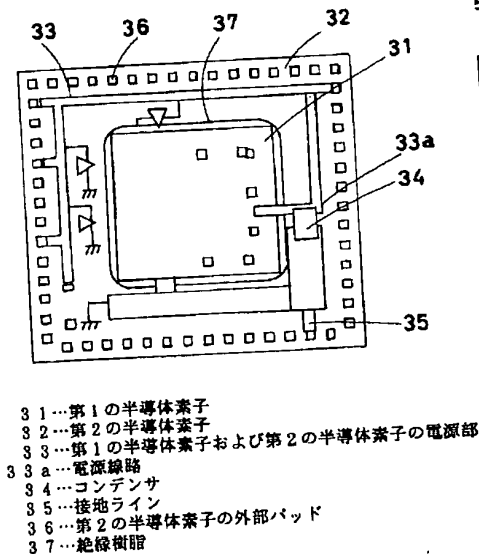 33
36
37
32
31
33a
34
35
31…第1の半導体素子
32…第2の半導体素子
33…第1の半導体素子および第2の半導体素子の電源部
33a…電源線路
34…コンデンサ
35…接地ライン
36…第2の半導体素子の外部パッド
37…絶縁樹脂